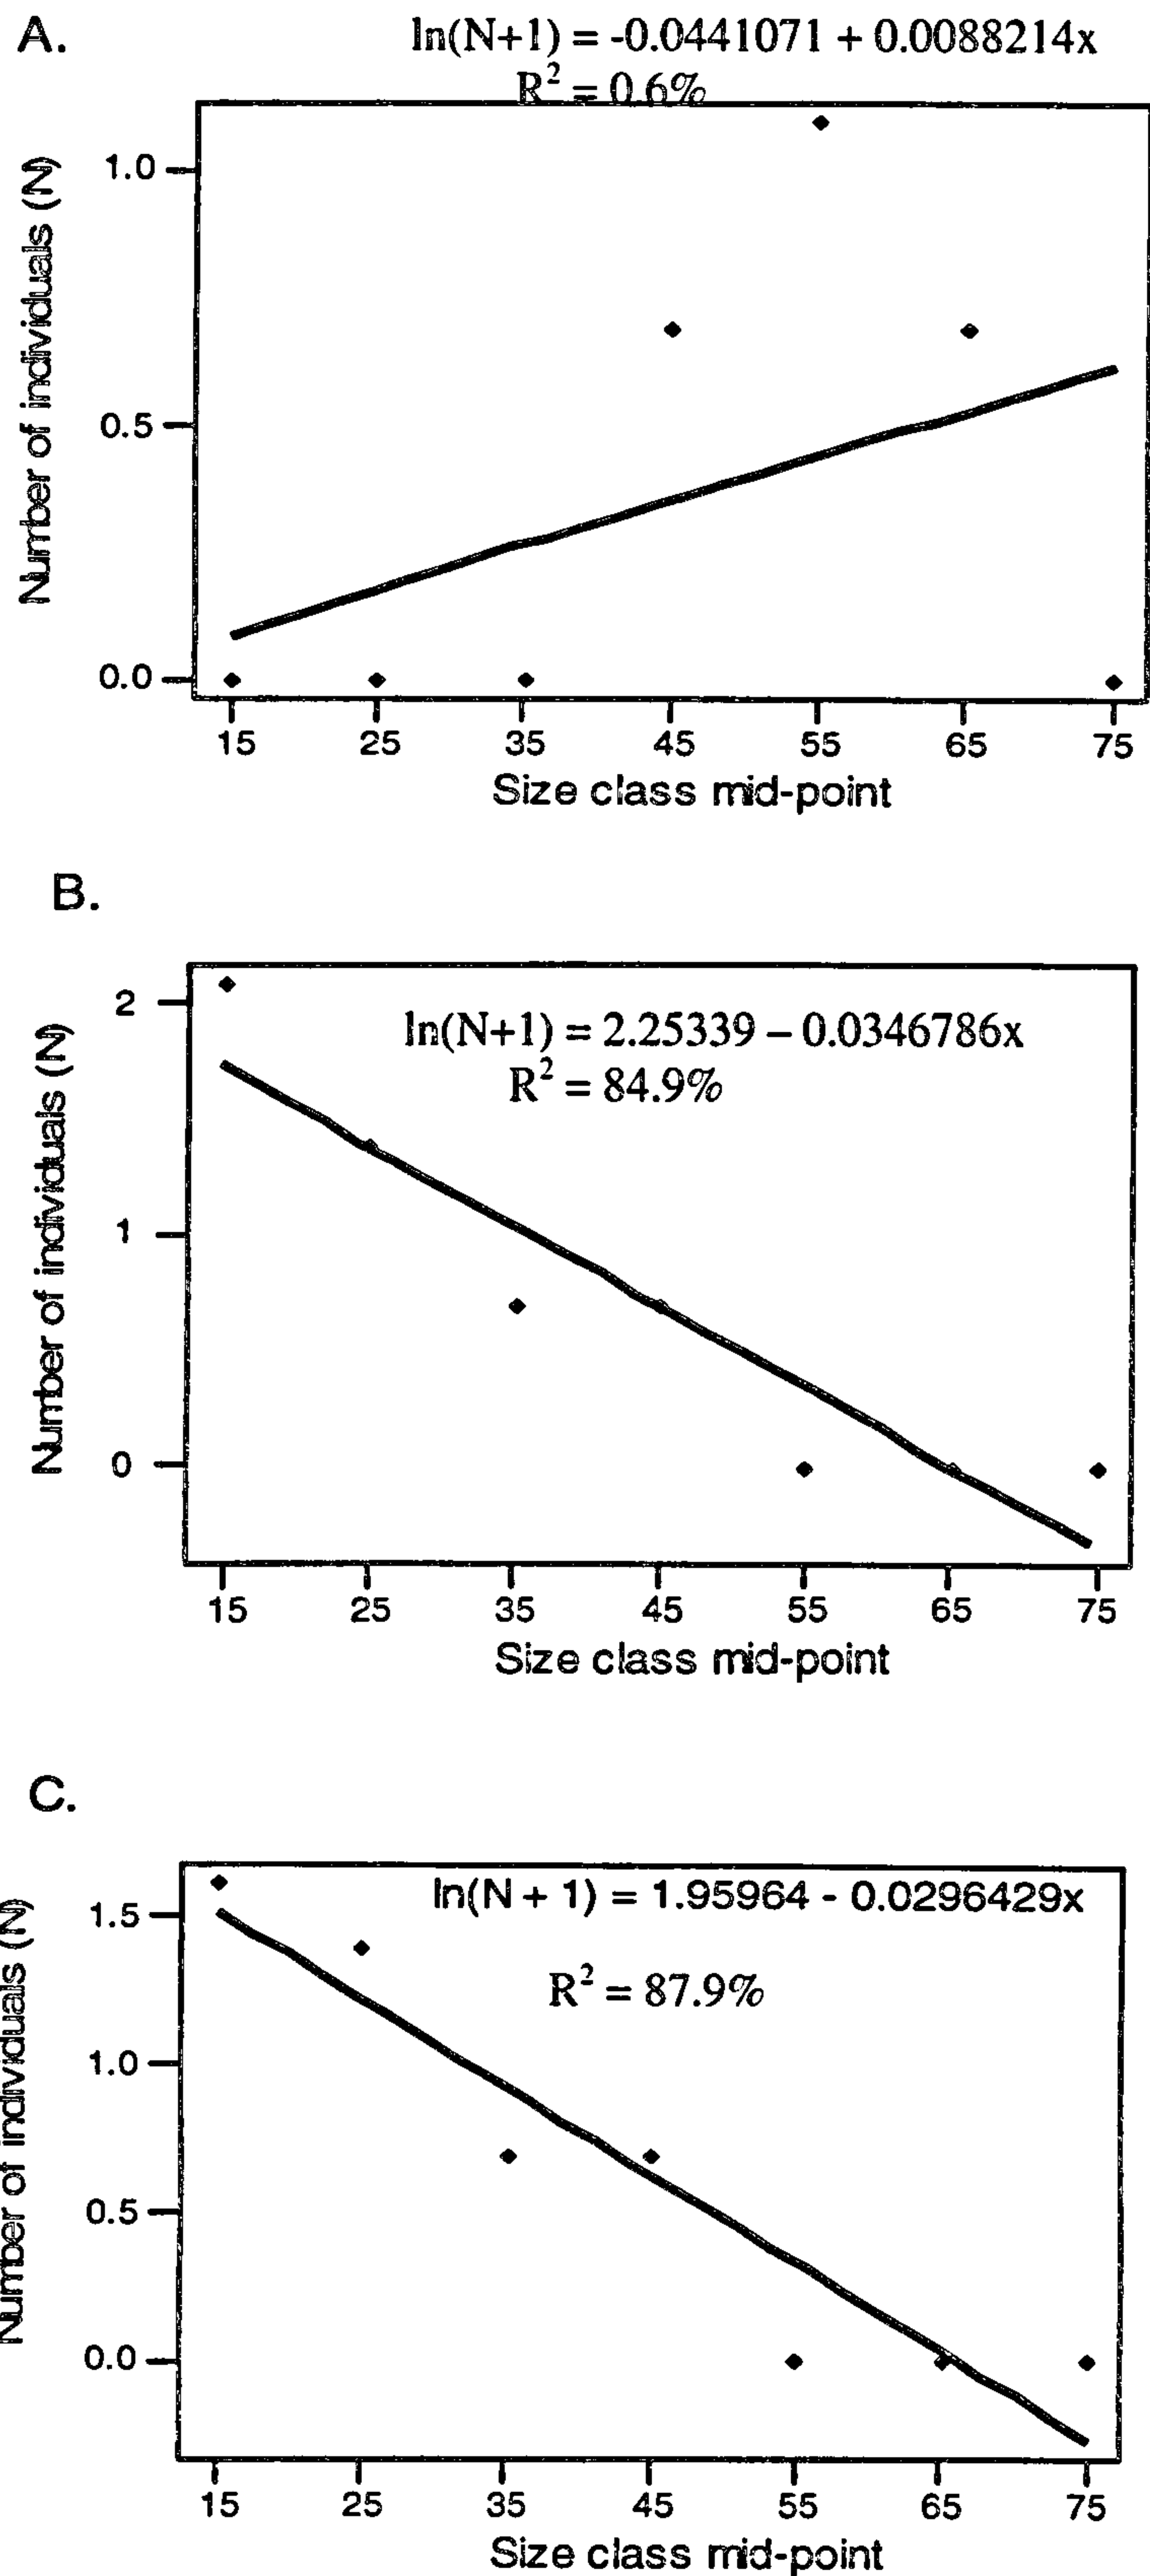 A.
ln(N+1) = -0.0441071 + 0.0088214x
R² = 0.6%
Number of individuals (N)
1.0
0.5
0.0
15 25 35 45 55 65 75
Size class mid-point
B.
ln(N+1) = 2.25339 – 0.0346786x
R² = 84.9%
Number of individuals (N)
2
1
0
15 25 35 45 55 65 75
Size class mid-point
C.
ln(N + 1) = 1.95964 - 0.0296429x
R² = 87.9%
Number of individuals (N)
1.5
1.0
0.5
0.0
15 25 35 45 55 65 75
Size class mid-point